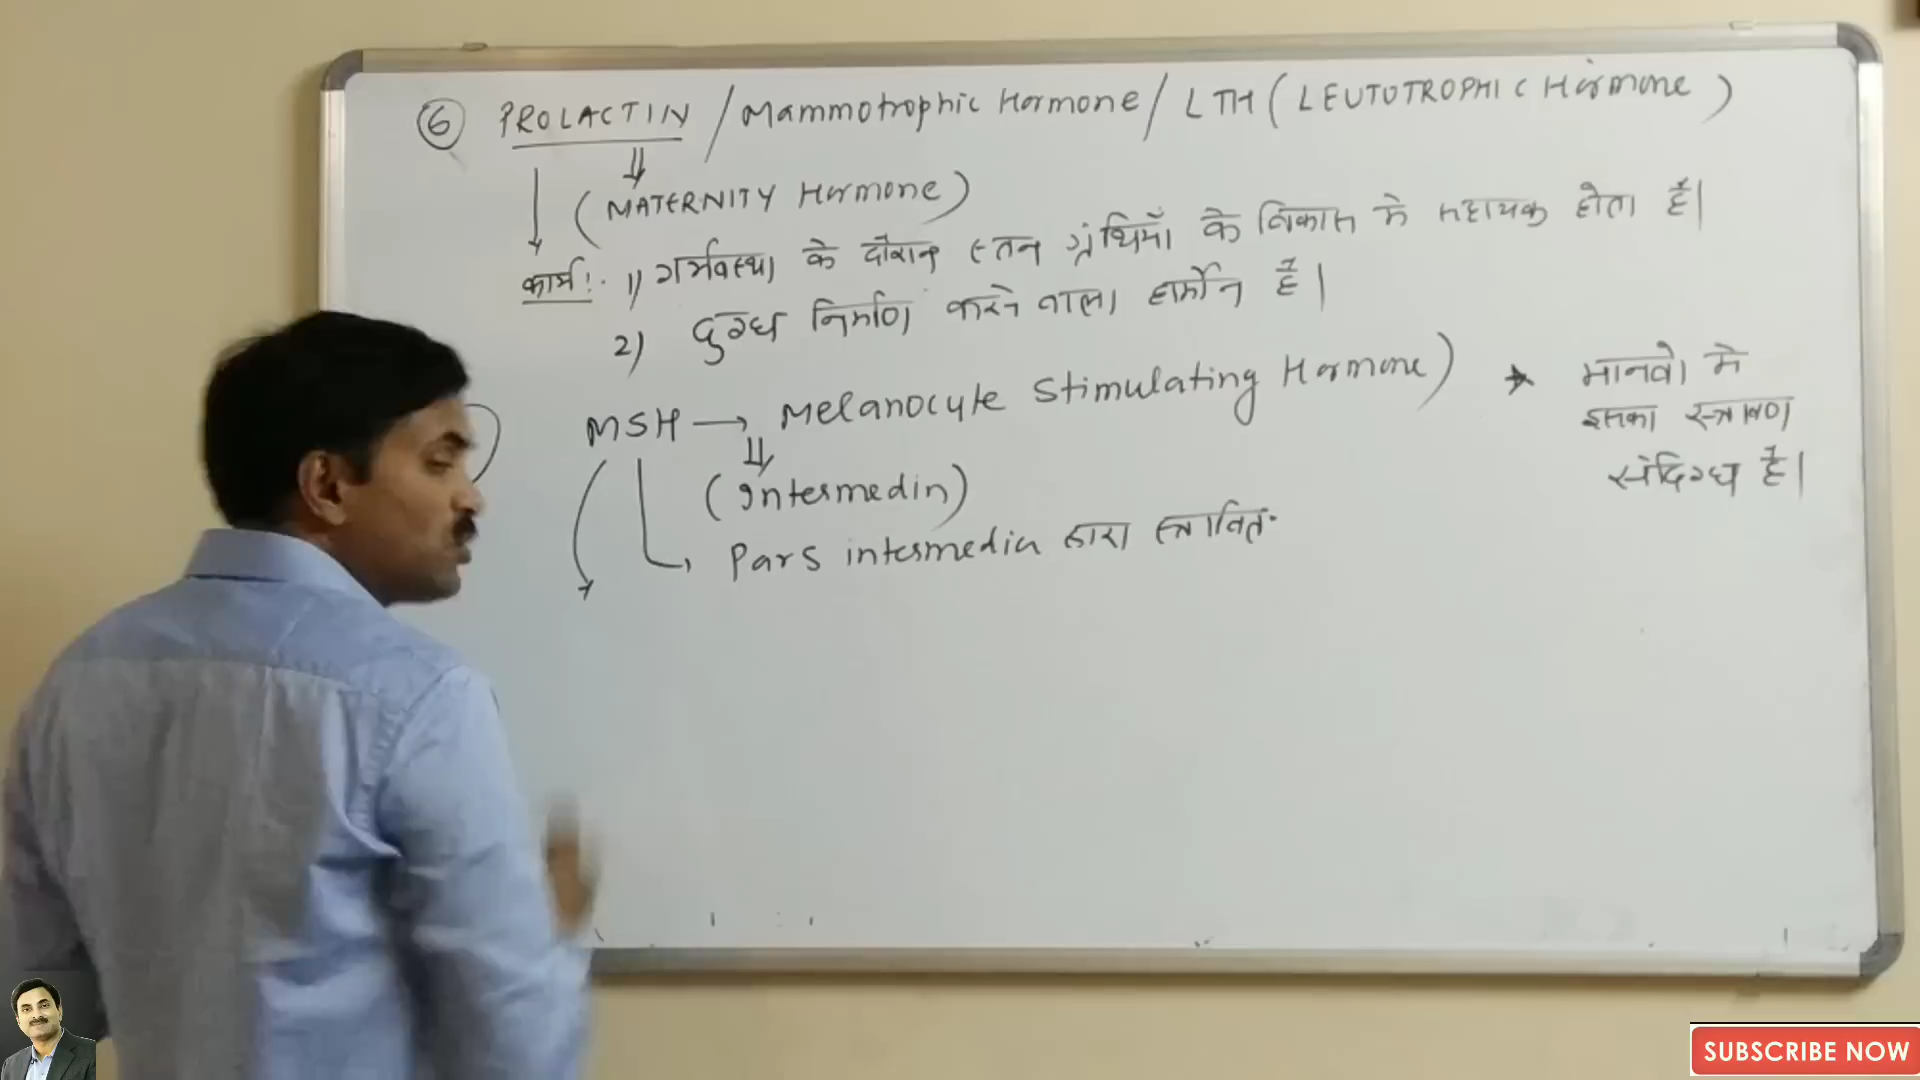 6 PROLACTIN / Mammotrophic Hormone / LTH ( LEUTOTROPHIC Hormone )
( MATERNITY Hormone )
कार्य :- 1) गर्भवस्था के दौरान स्तन ग्रंथियाँ के विकास मे सहायक होता है।
2) दुग्ध निर्माण करने वाला हार्मोन है।
MSH → Melanocyte Stimulating Hormone )
( Intermedin )
Pars intermedia द्वारा स्त्रावित
मानवो मे
इसका स्त्रावण
संदिग्ध है।
SUBSCRIBE NOW